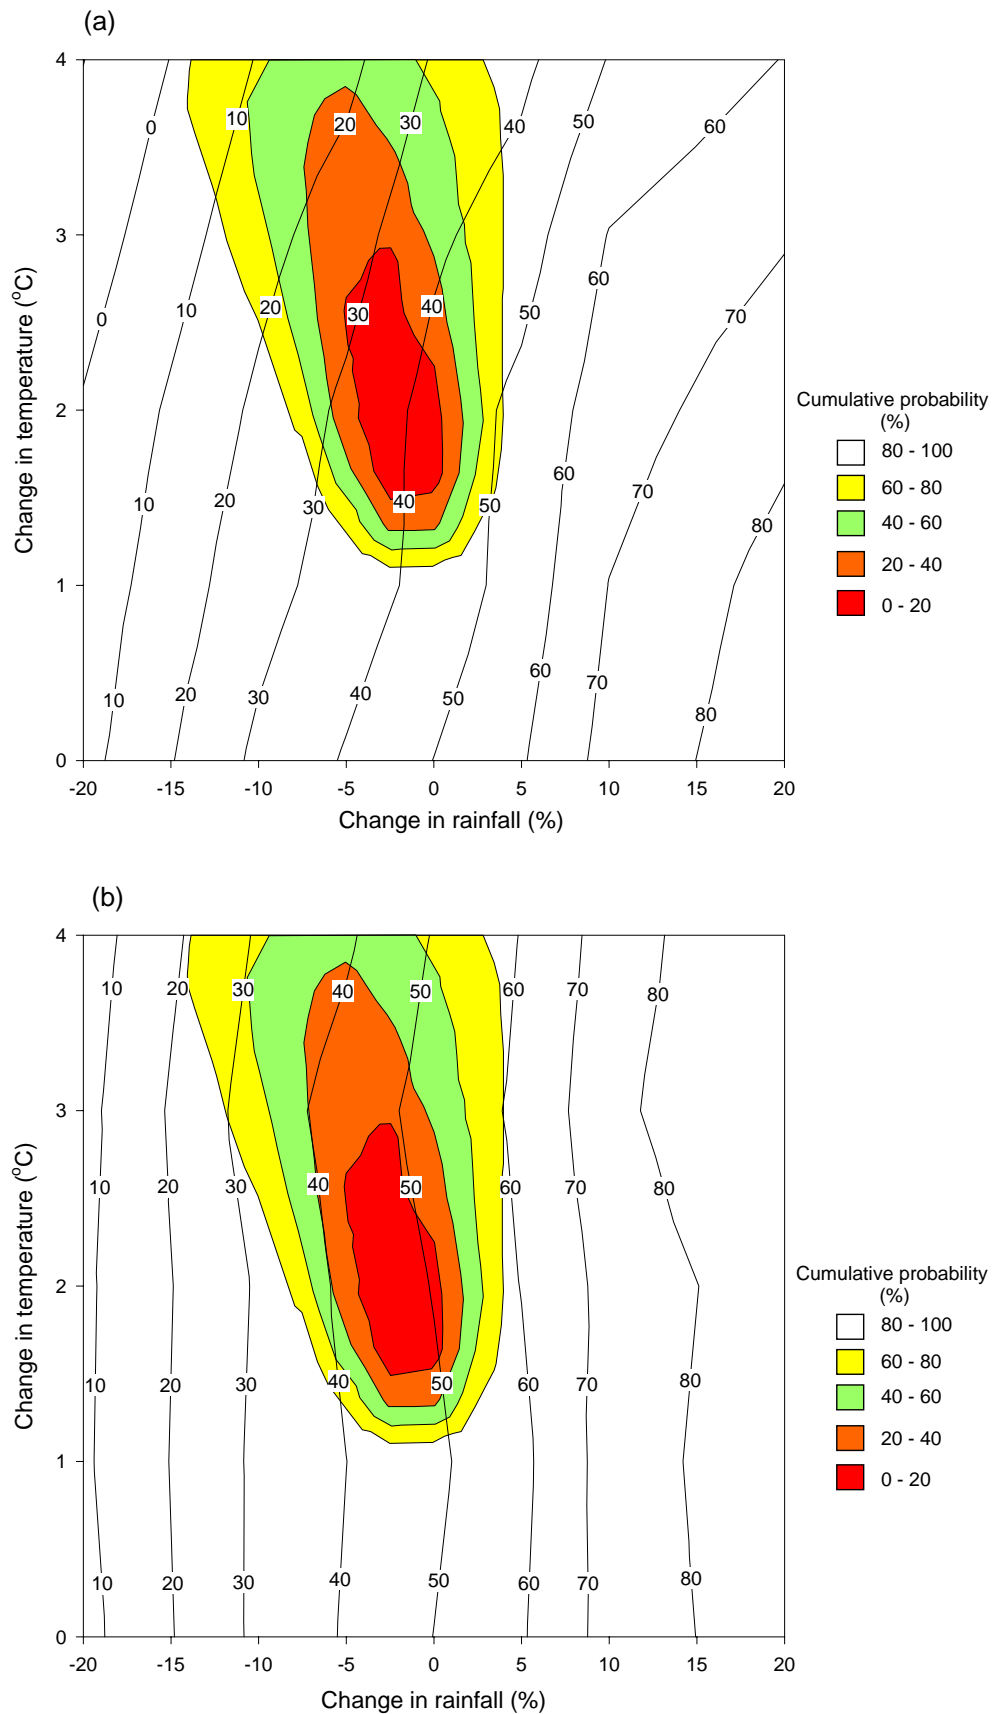 (a)
4
3
2
1
0
Change in temperature (°C)
0 10 20 30 40 50 60
0 10 20 30 40 50 60 70
10 20 30 40 50 60 70 80
10 20 30 40 50 60 70 80
-20 -15 -10 -5 0 5 10 15 20
Change in rainfall (%)
Cumulative probability
(%)
80 - 100
60 - 80
40 - 60
20 - 40
0 - 20
(b)
4
3
2
1
0
Change in temperature (°C)
10 20 30 40 50 60 70 80
10 20 30 40 50 60 70 80
10 20 30 40 50 60 70 80
10 20 30 40 50 60 70 80
-20 -15 -10 -5 0 5 10 15 20
Change in rainfall (%)
Cumulative probability
(%)
80 - 100
60 - 80
40 - 60
20 - 40
0 - 20